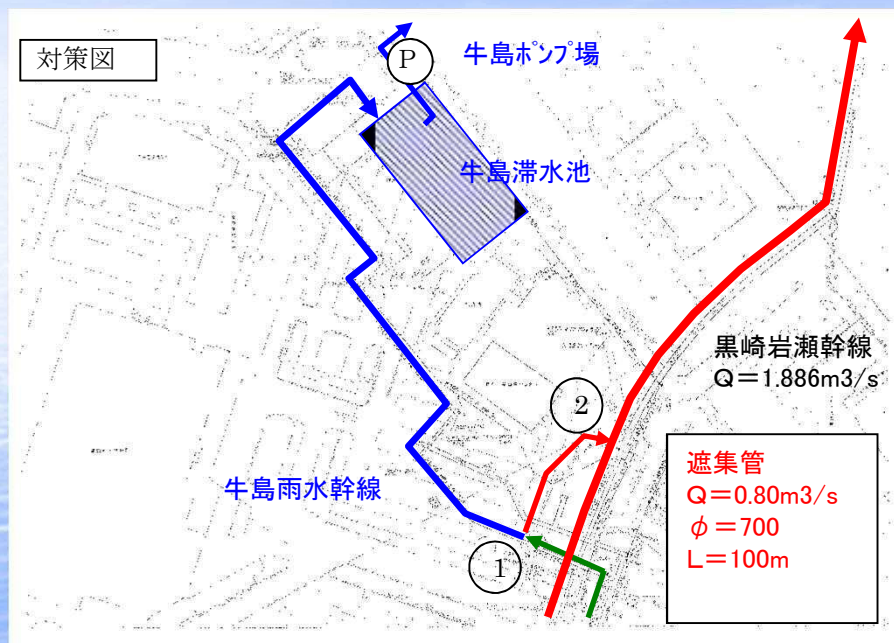 対策図
P
牛島ﾎﾟﾝﾌﾟ場
牛島滞水池
黒崎岩瀬幹線
Q＝1.886m3/s
2
牛島雨水幹線
1
遮集管
Q＝0.80m3/s
φ＝700
L＝100m